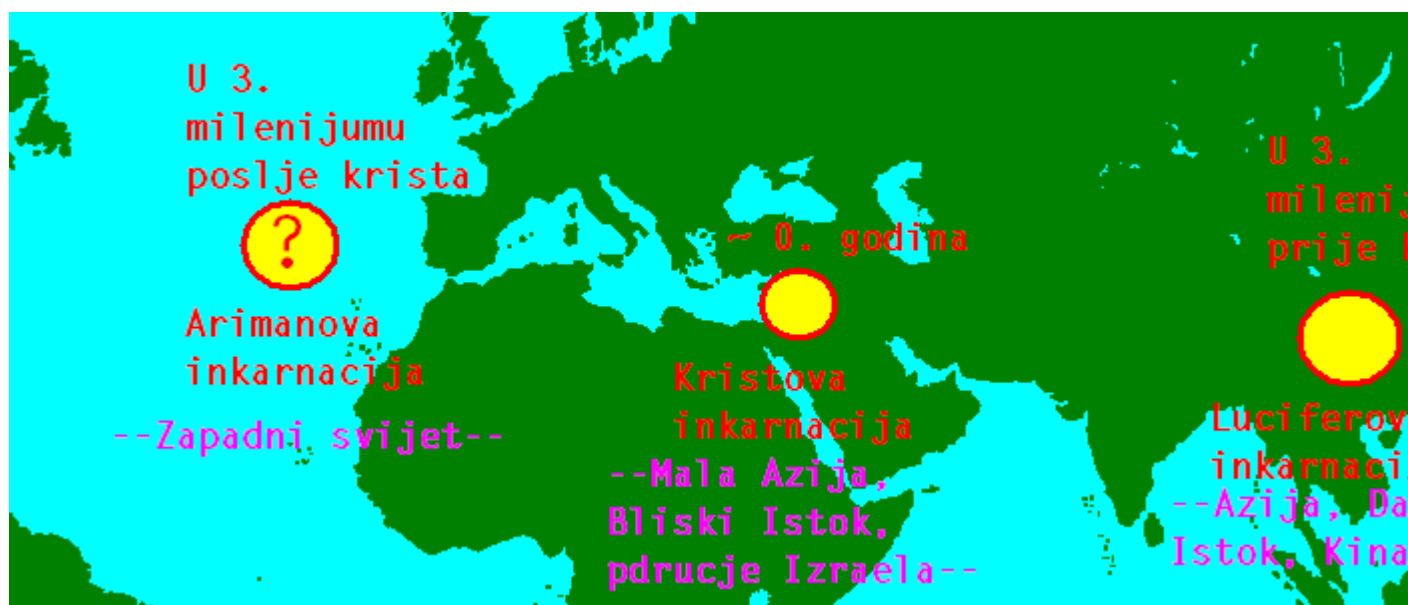 U 3.
milenijumu
poslje krista
?
Arimanova
inkarnacija
--Zapadni svijet--
~ 0. godina
Kristova
inkarnacija
--Mala Azija,
Bliski Istok,
pdrucje Izraela--
U 3.
prije
--Azija,
Istok, Kina